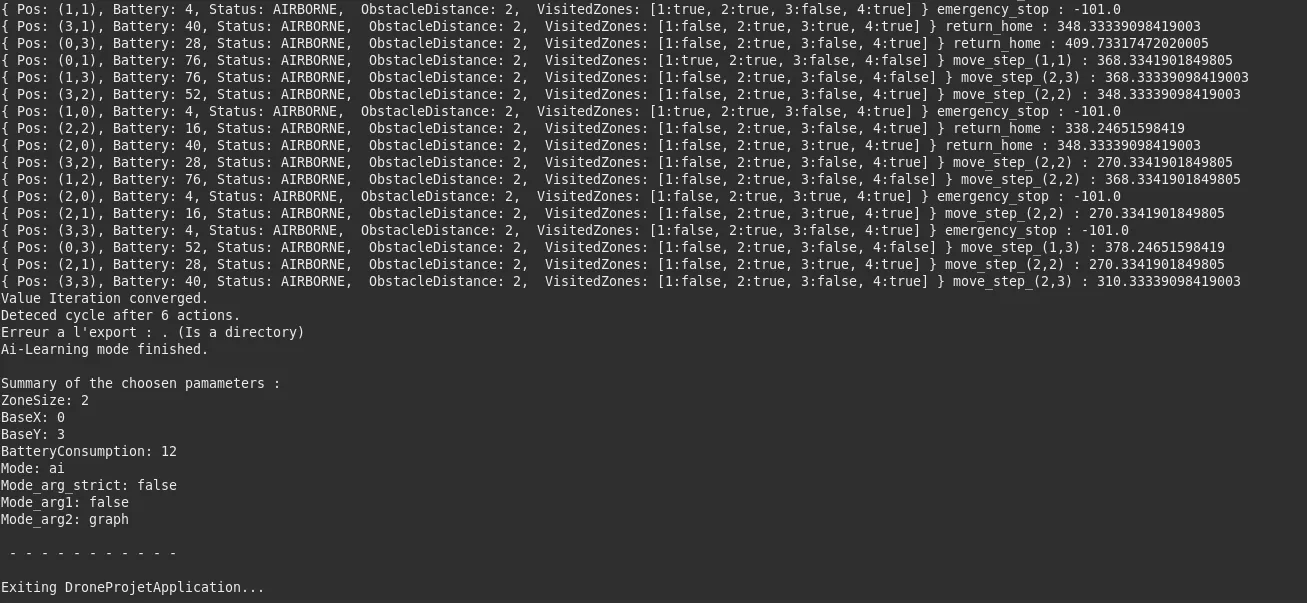 { Pos: (1,1), Battery: 4, Status: AIRBORNE,  ObstacleDistance: 2,  VisitedZones: [1:true, 2:true, 3:false, 4:true] } emergency_stop : -101.0
{ Pos: (3,1), Battery: 40, Status: AIRBORNE,  ObstacleDistance: 2,  VisitedZones: [1:false, 2:true, 3:false, 4:true] } return_home : 348.33339098419003
{ Pos: (0,3), Battery: 28, Status: AIRBORNE,  ObstacleDistance: 2,  VisitedZones: [1:false, 2:true, 3:false, 4:true] } return_home : 409.73317472020005
{ Pos: (0,1), Battery: 76, Status: AIRBORNE,  ObstacleDistance: 2,  VisitedZones: [1:true, 2:true, 3:false, 4:false] } move_step_(1,1) : 368.3341901849805
{ Pos: (1,3), Battery: 76, Status: AIRBORNE,  ObstacleDistance: 2,  VisitedZones: [1:false, 2:true, 3:false, 4:false] } move_step_(2,3) : 368.33339098419003
{ Pos: (3,2), Battery: 52, Status: AIRBORNE,  ObstacleDistance: 2,  VisitedZones: [1:false, 2:true, 3:false, 4:true] } move_step_(2,2) : 348.33339098419003
{ Pos: (1,0), Battery: 4, Status: AIRBORNE,  ObstacleDistance: 2,  VisitedZones: [1:true, 2:true, 3:false, 4:true] } emergency_stop : -101.0
{ Pos: (2,2), Battery: 16, Status: AIRBORNE,  ObstacleDistance: 2,  VisitedZones: [1:false, 2:true, 3:false, 4:true] } return_home : 338.24651598419
{ Pos: (2,0), Battery: 40, Status: AIRBORNE,  ObstacleDistance: 2,  VisitedZones: [1:false, 2:true, 3:false, 4:true] } return_home : 348.33339098419003
{ Pos: (3,2), Battery: 28, Status: AIRBORNE,  ObstacleDistance: 2,  VisitedZones: [1:false, 2:true, 3:false, 4:true] } move_step_(2,2) : 270.3341901849805
{ Pos: (1,2), Battery: 76, Status: AIRBORNE,  ObstacleDistance: 2,  VisitedZones: [1:false, 2:true, 3:false, 4:false] } move_step_(2,2) : 368.3341901849805
{ Pos: (2,0), Battery: 4, Status: AIRBORNE,  ObstacleDistance: 2,  VisitedZones: [1:false, 2:true, 3:true, 4:true] } emergency_stop : -101.0
{ Pos: (2,1), Battery: 16, Status: AIRBORNE,  ObstacleDistance: 2,  VisitedZones: [1:false, 2:true, 3:false, 4:true] } move_step_(2,2) : 270.3341901849805
{ Pos: (3,3), Battery: 4, Status: AIRBORNE,  ObstacleDistance: 2,  VisitedZones: [1:false, 2:true, 3:false, 4:true] } emergency_stop : -101.0
{ Pos: (0,3), Battery: 52, Status: AIRBORNE,  ObstacleDistance: 2,  VisitedZones: [1:false, 2:true, 3:false, 4:false] } move_step_(1,3) : 378.24651598419
{ Pos: (2,1), Battery: 28, Status: AIRBORNE,  ObstacleDistance: 2,  VisitedZones: [1:false, 2:true, 3:true, 4:true] } move_step_(2,2) : 270.3341901849805
{ Pos: (3,3), Battery: 40, Status: AIRBORNE,  ObstacleDistance: 2,  VisitedZones: [1:false, 2:true, 3:false, 4:true] } move_step_(2,3) : 310.33339098419003
Value Iteration converged.
Deteced cycle after 6 actions.
Erreur a l'export : . (Is a directory)
Ai-Learning mode finished.
Summary of the choosen pamameters :
ZoneSize: 2
BaseX: 0
BaseY: 3
BatteryConsumption: 12
Mode: ai
Mode_arg_strict: false
Mode_arg1: false
Mode_arg2: graph
- - - - - - - - - - -
Exiting DroneProjetApplication...